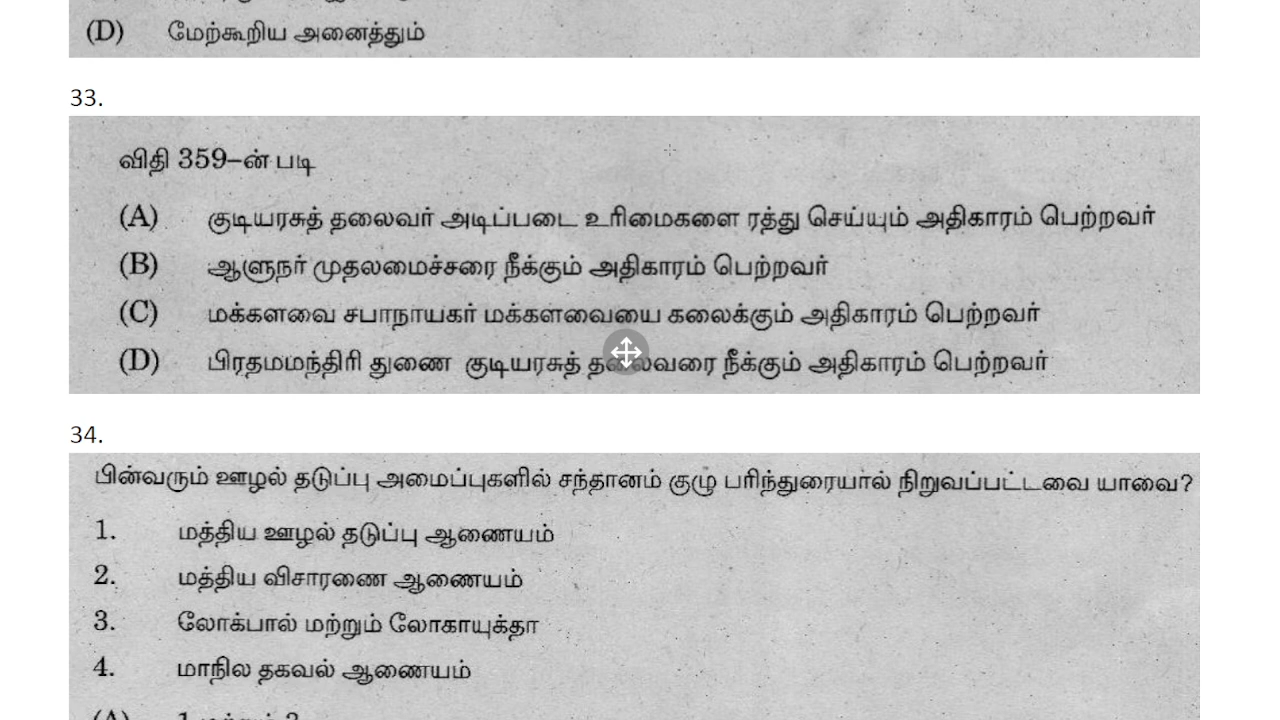 (D) மேற்கூறிய அனைத்தும்
33.
விதி 359–ன் படி
(A) குடியரசுத் தலைவர் அடிப்படை உரிமைகளை ரத்து செய்யும் அதிகாரம் பெற்றவர்
(B) ஆளுநர் முதலமைச்சரை நீக்கும் அதிகாரம் பெற்றவர்
(C) மக்களவை சபாநாயகர் மக்களவையை கலைக்கும் அதிகாரம் பெற்றவர்
(D) பிரதமமந்திரி துணை குடியரசுத் தலைவரை நீக்கும் அதிகாரம் பெற்றவர்
34.
பின்வரும் ஊழல் தடுப்பு அமைப்புகளில் சந்தானம் குழு பரிந்துரையால் நிறுவப்பட்டவை யாவை?
1. மத்திய ஊழல் தடுப்பு ஆணையம்
2. மத்திய விசாரணை ஆணையம்
3. லோக்பால் மற்றும் லோகாயுக்தா
4. மாநில தகவல் ஆணையம்